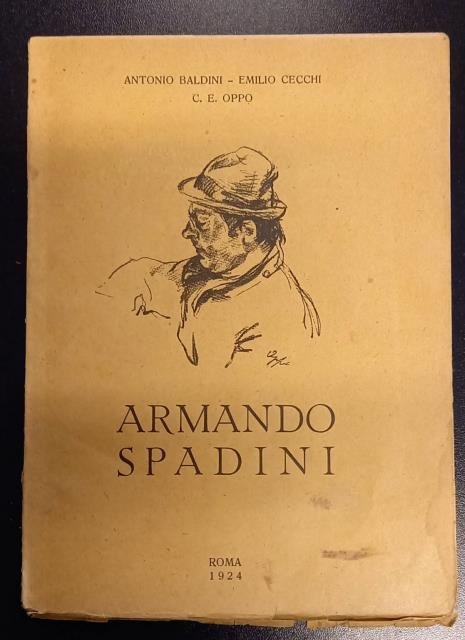 ANTONIO BALDINI – EMILIO CECCHI
C. E. OPPO
ARMANDO
SPADINI
ROMA
1924